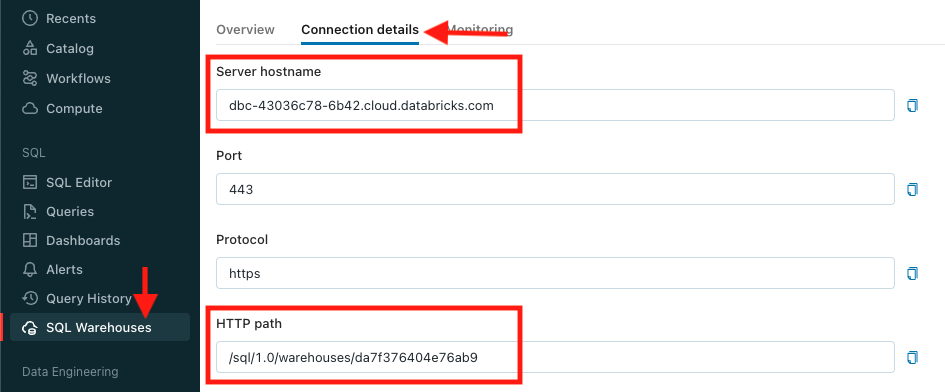 Recents
Catalog
Workflows
Compute
SQL
SQL Editor
Queries
Dashboards
Alerts
Query History
SQL Warehouses
Data Engineering
Overview
Connection details
Monitoring
Server hostname
dbc-43036c78-6b42.cloud.databricks.com
Port
443
Protocol
https
HTTP path
/sql/1.0/warehouses/da7f376404e76ab9